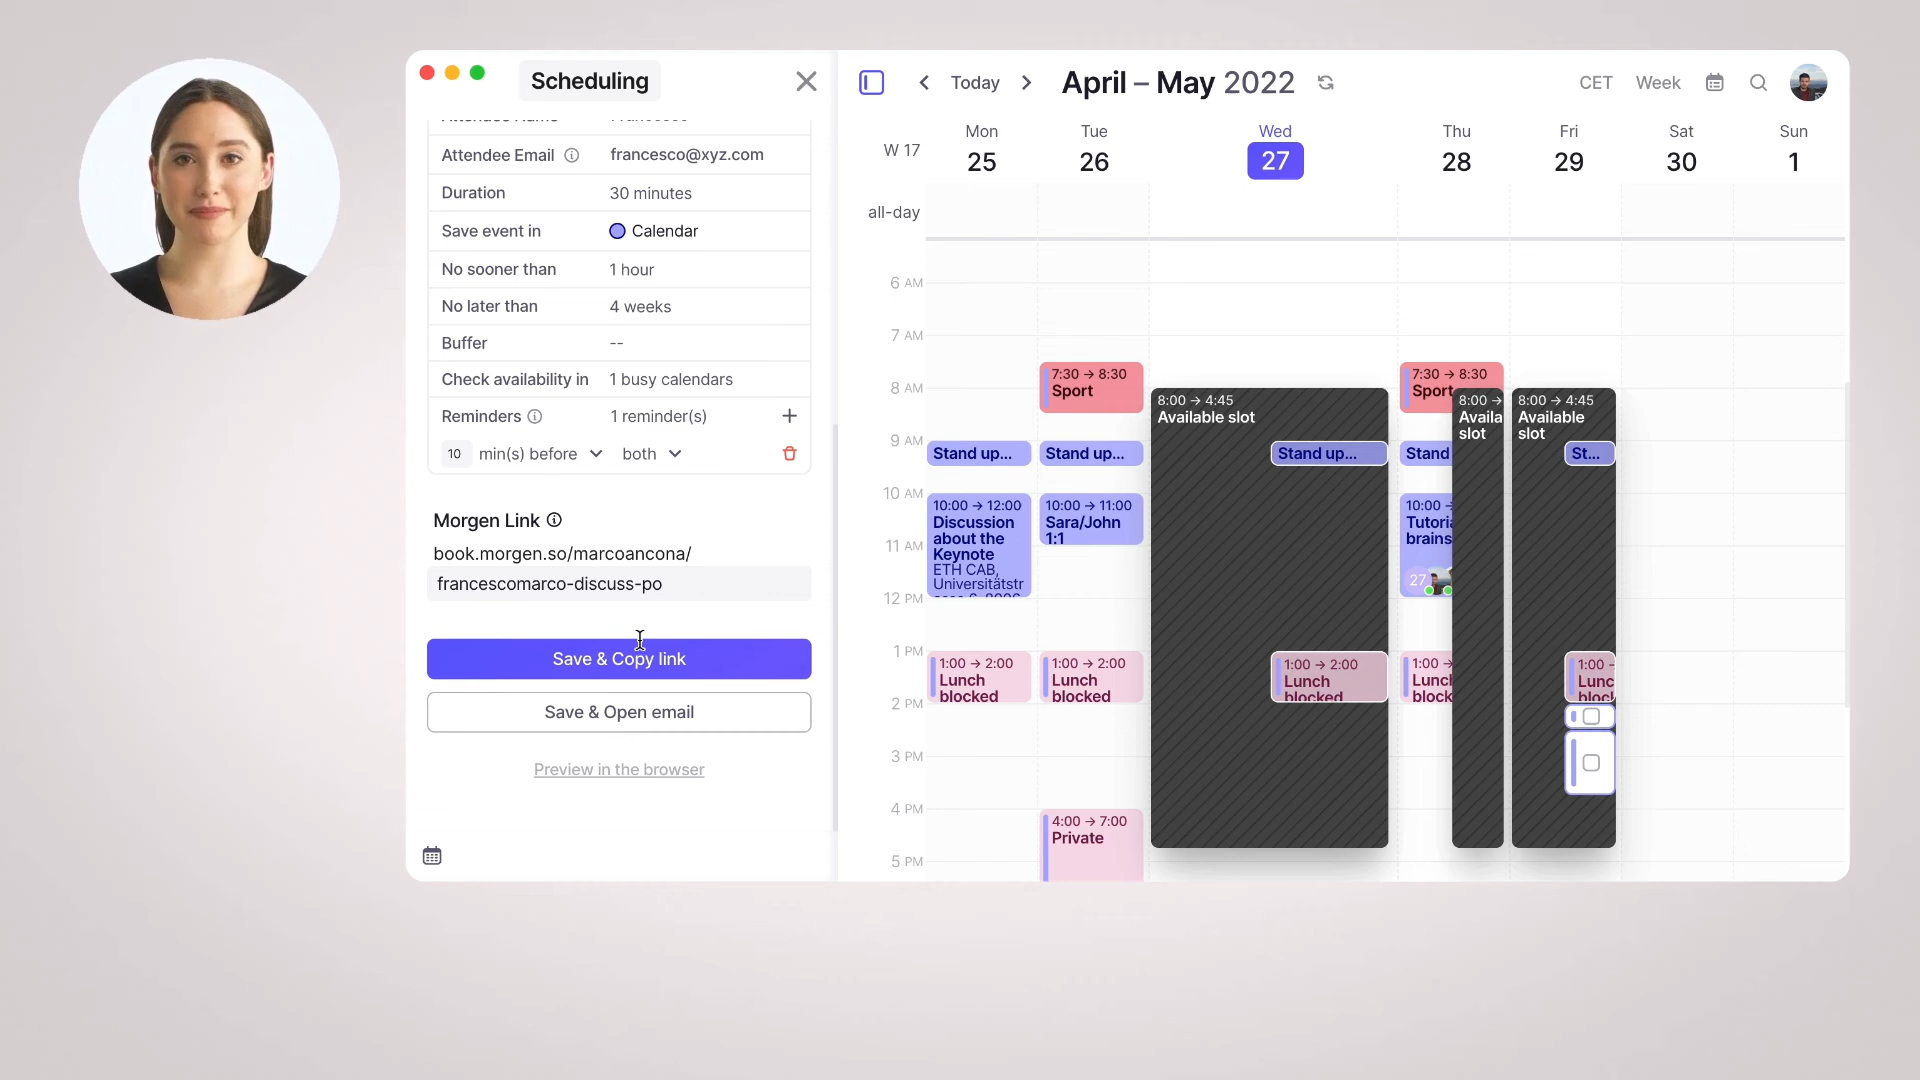 Scheduling
Attendee Email
francesco@xyz.com
Duration
30 minutes
Save event in
Calendar
No sooner than
1 hour
No later than
4 weeks
Buffer
--
Check availability in
1 busy calendars
Reminders
1 reminder(s)
10
min(s) before
both
Morgen Link
book.morgen.so/marcoancona/
francescomarco-discuss-po
Save & Copy link
Save & Open email
Preview in the browser
Today
April – May 2022
CET
Week
W 17
Mon
25
Tue
26
Wed
27
Thu
28
Fri
29
Sat
30
Sun
1
all-day
6 AM
7 AM
8 AM
9 AM
10 AM
11 AM
12 PM
1 PM
2 PM
3 PM
4 PM
5 PM
Stand up...
10:00 → 12:00
Discussion
about the
Keynote
ETH CAB,
Universitätstr
1:00 → 2:00
Lunch
blocked
7:30 → 8:30
Sport
Stand up...
10:00 → 11:00
Sara/John
1:1
1:00 → 2:00
Lunch
blocked
4:00 → 7:00
Private
8:00 → 4:45
Available slot
Stand up...
1:00 → 2:00
Lunch
blocked
7:30 → 8:30
Sport
Stand
10:00 →
Tutori
brains
27
1:00 →
Lunc
block
8:00 →
Availa
slot
8:00 → 4:45
Available
slot
St...
1:00 →
Lunc
block